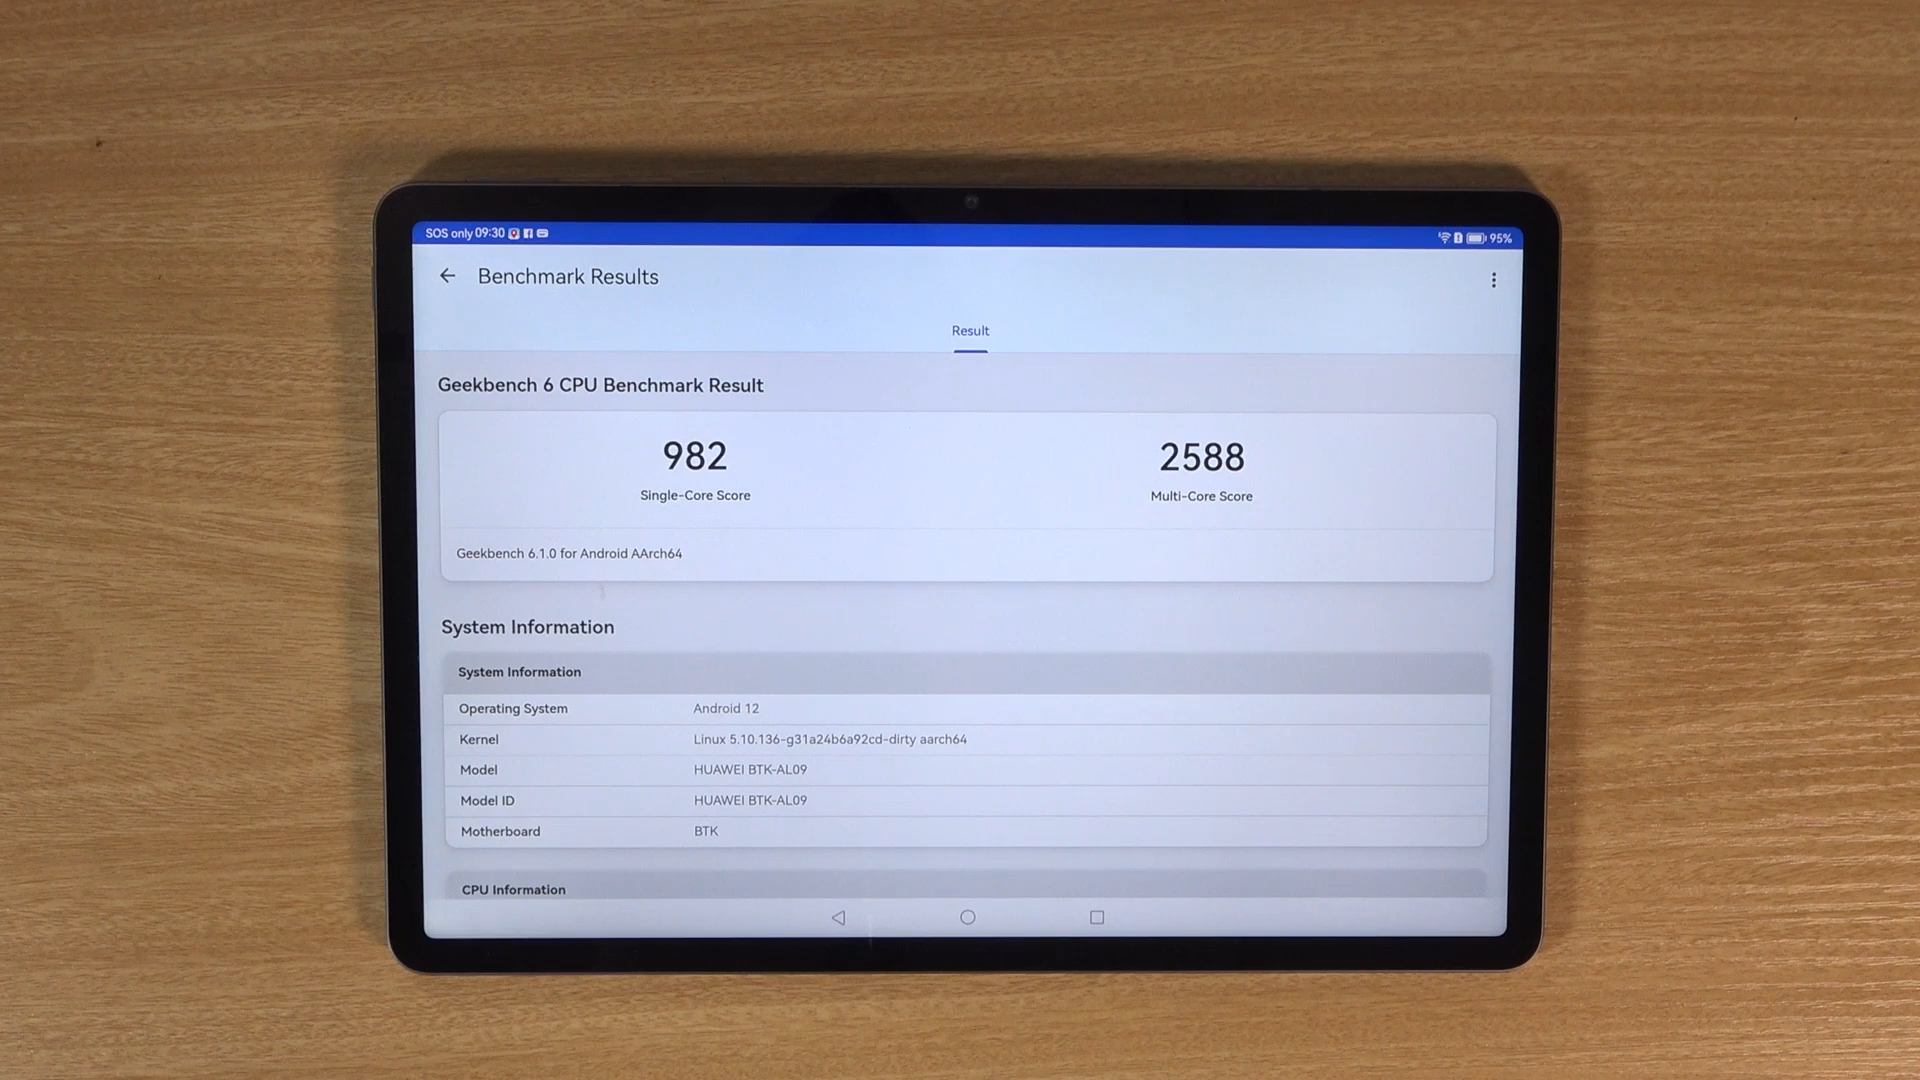 SOS only 09:30
95%
Benchmark Results
Result
Geekbench 6 CPU Benchmark Result
982
2588
Single-Core Score
Multi-Core Score
Geekbench 6.1.0 for Android AArch64
System Information
System Information
Operating System Android 12
Kernel Linux 5.10.136-g31a24b6a92cd-dirty aarch64
Model HUAWEI BTK-AL09
Model ID HUAWEI BTK-AL09
Motherboard BTK
CPU Information